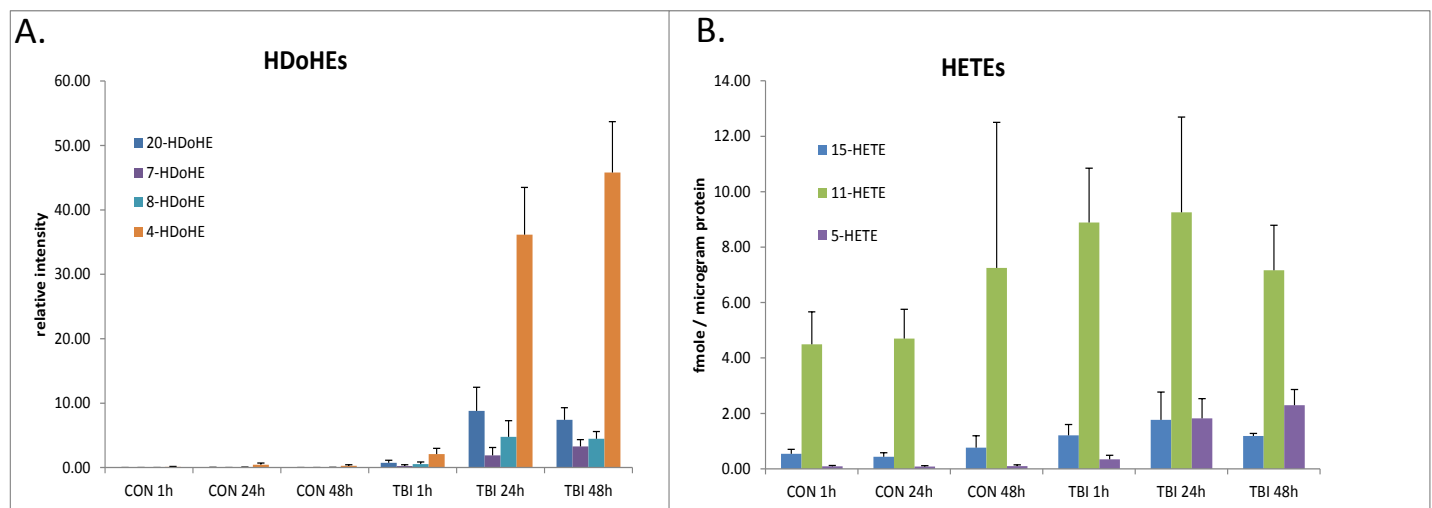 A.
HDoHEs
relative intensity
60.00
50.00
40.00
30.00
20.00
10.00
0.00
20-HDoHE
7-HDoHE
8-HDoHE
4-HDoHE
CON 1h CON 24h CON 48h TBI 1h TBI 24h TBI 48h
B.
HETEs
fmole / microgram protein
14.00
12.00
10.00
8.00
6.00
4.00
2.00
0.00
15-HETE
11-HETE
5-HETE
CON 1h CON 24h CON 48h TBI 1h TBI 24h TBI 48h